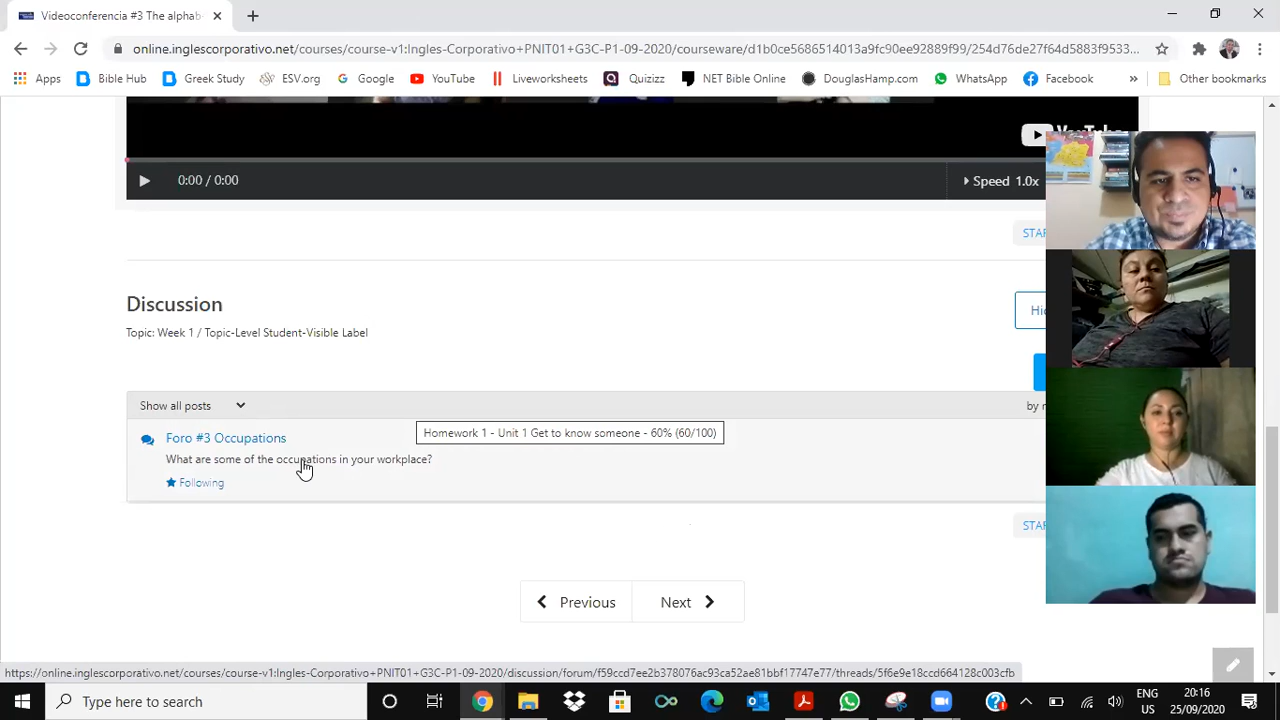 Videoconferencia #3 The alphab
online.inglescorporativo.net/courses/course-v1:Ingles-Corporativo+PNIT01+G3C-P1-09-2020/courseware/d1b0ce5686514013a9fc90ee92889f99/254d76de27f64d5883f9533...
Apps Bible Hub Greek Study ESV.org Google YouTube Liveworksheets Quizizz NET Bible Online DouglasHamp.com WhatsApp Facebook » Other bookmarks
0:00 / 0:00 Speed 1.0x
STAF
Discussion
Hid
Topic: Week 1 / Topic-Level Student-Visible Label
Show all posts by r
Homework 1 - Unit 1 Get to know someone - 60% (60/100)
Foro #3 Occupations
What are some of the occupations in your workplace?
Following
STAF
Previous Next
https://online.inglescorporativo.net/courses/course-v1:Ingles-Corporativo+PNIT01+G3C-P1-09-2020/discussion/forum/f59ccd7ee2b378076ac93ca52ae81bbf17747e77/threads/5f6e9e18ccd664128c003cfb
Type here to search
ENG
US
20:16
25/09/2020